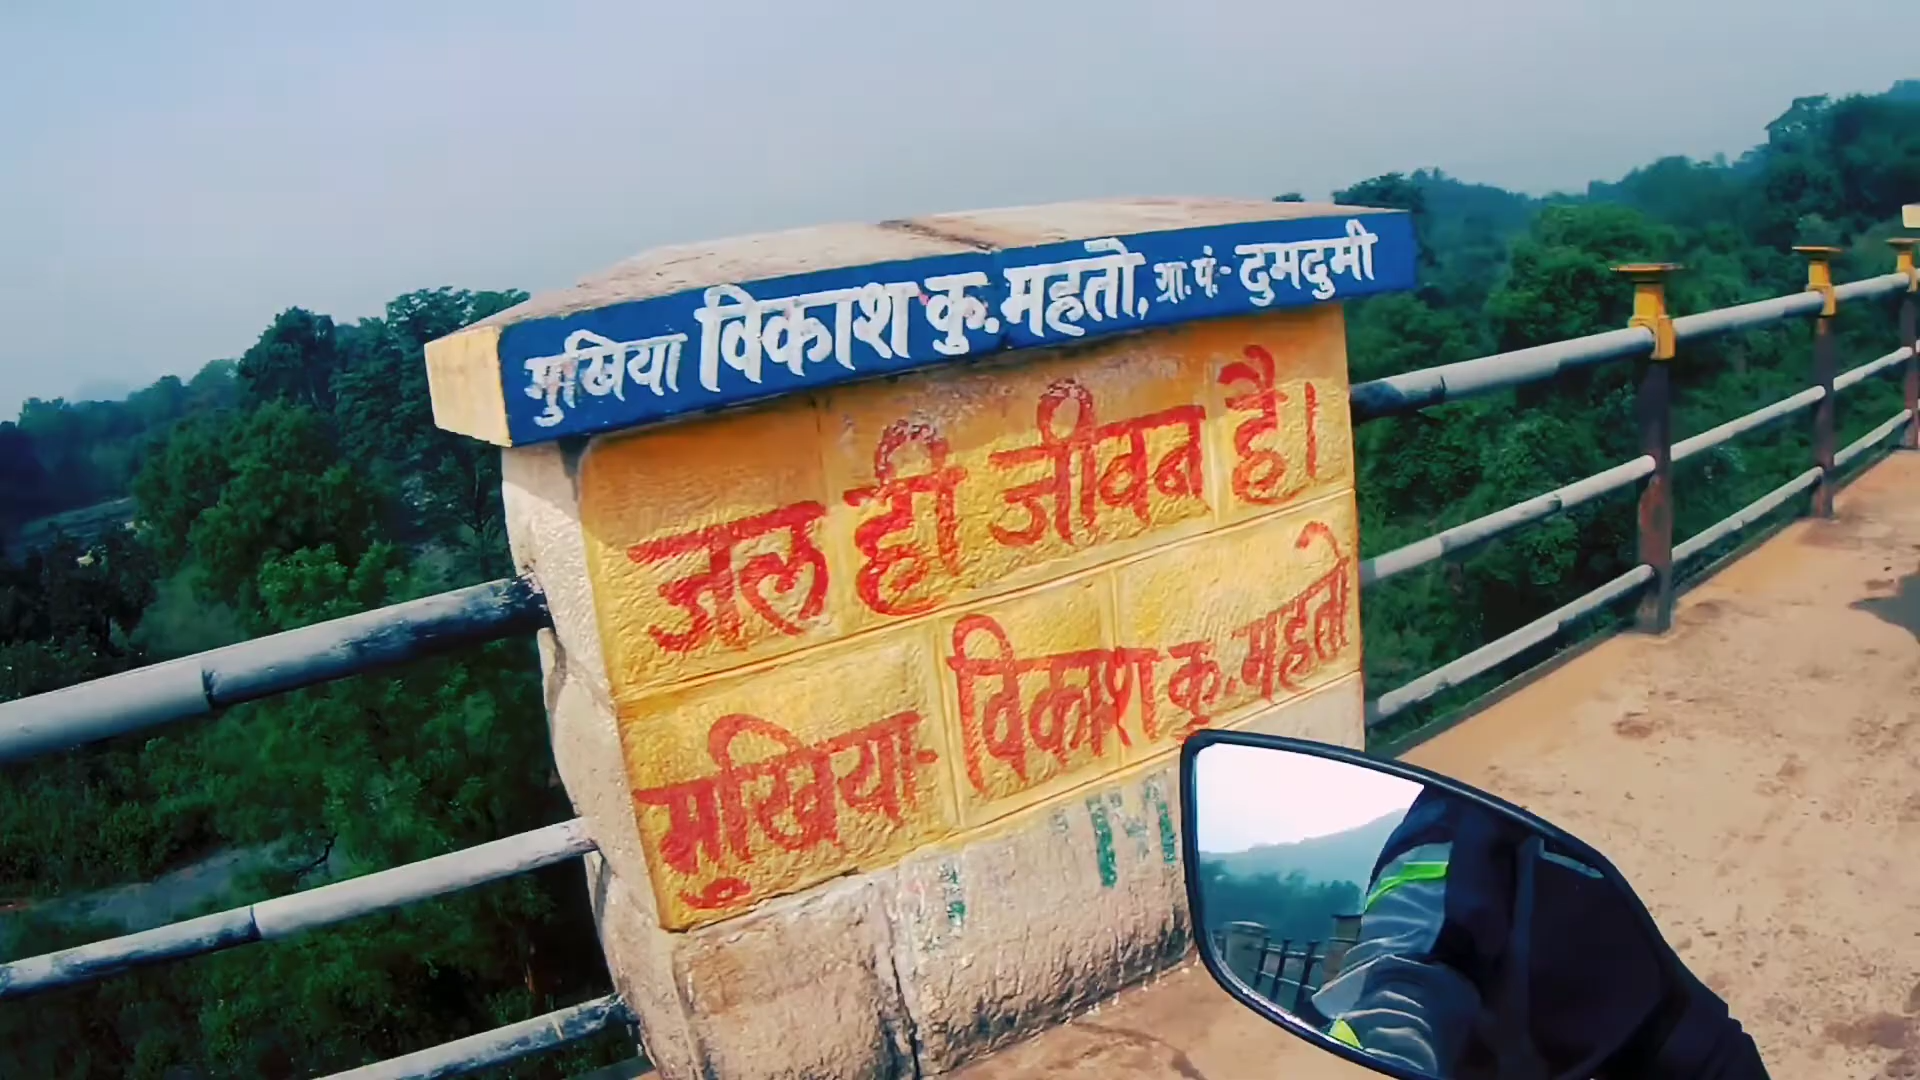 मुखिया विकाश कु. महतो, ग्रा. पं:- दुमदुमी
जल ही जीवन है।
मुखिया- विकाश कु. महतो